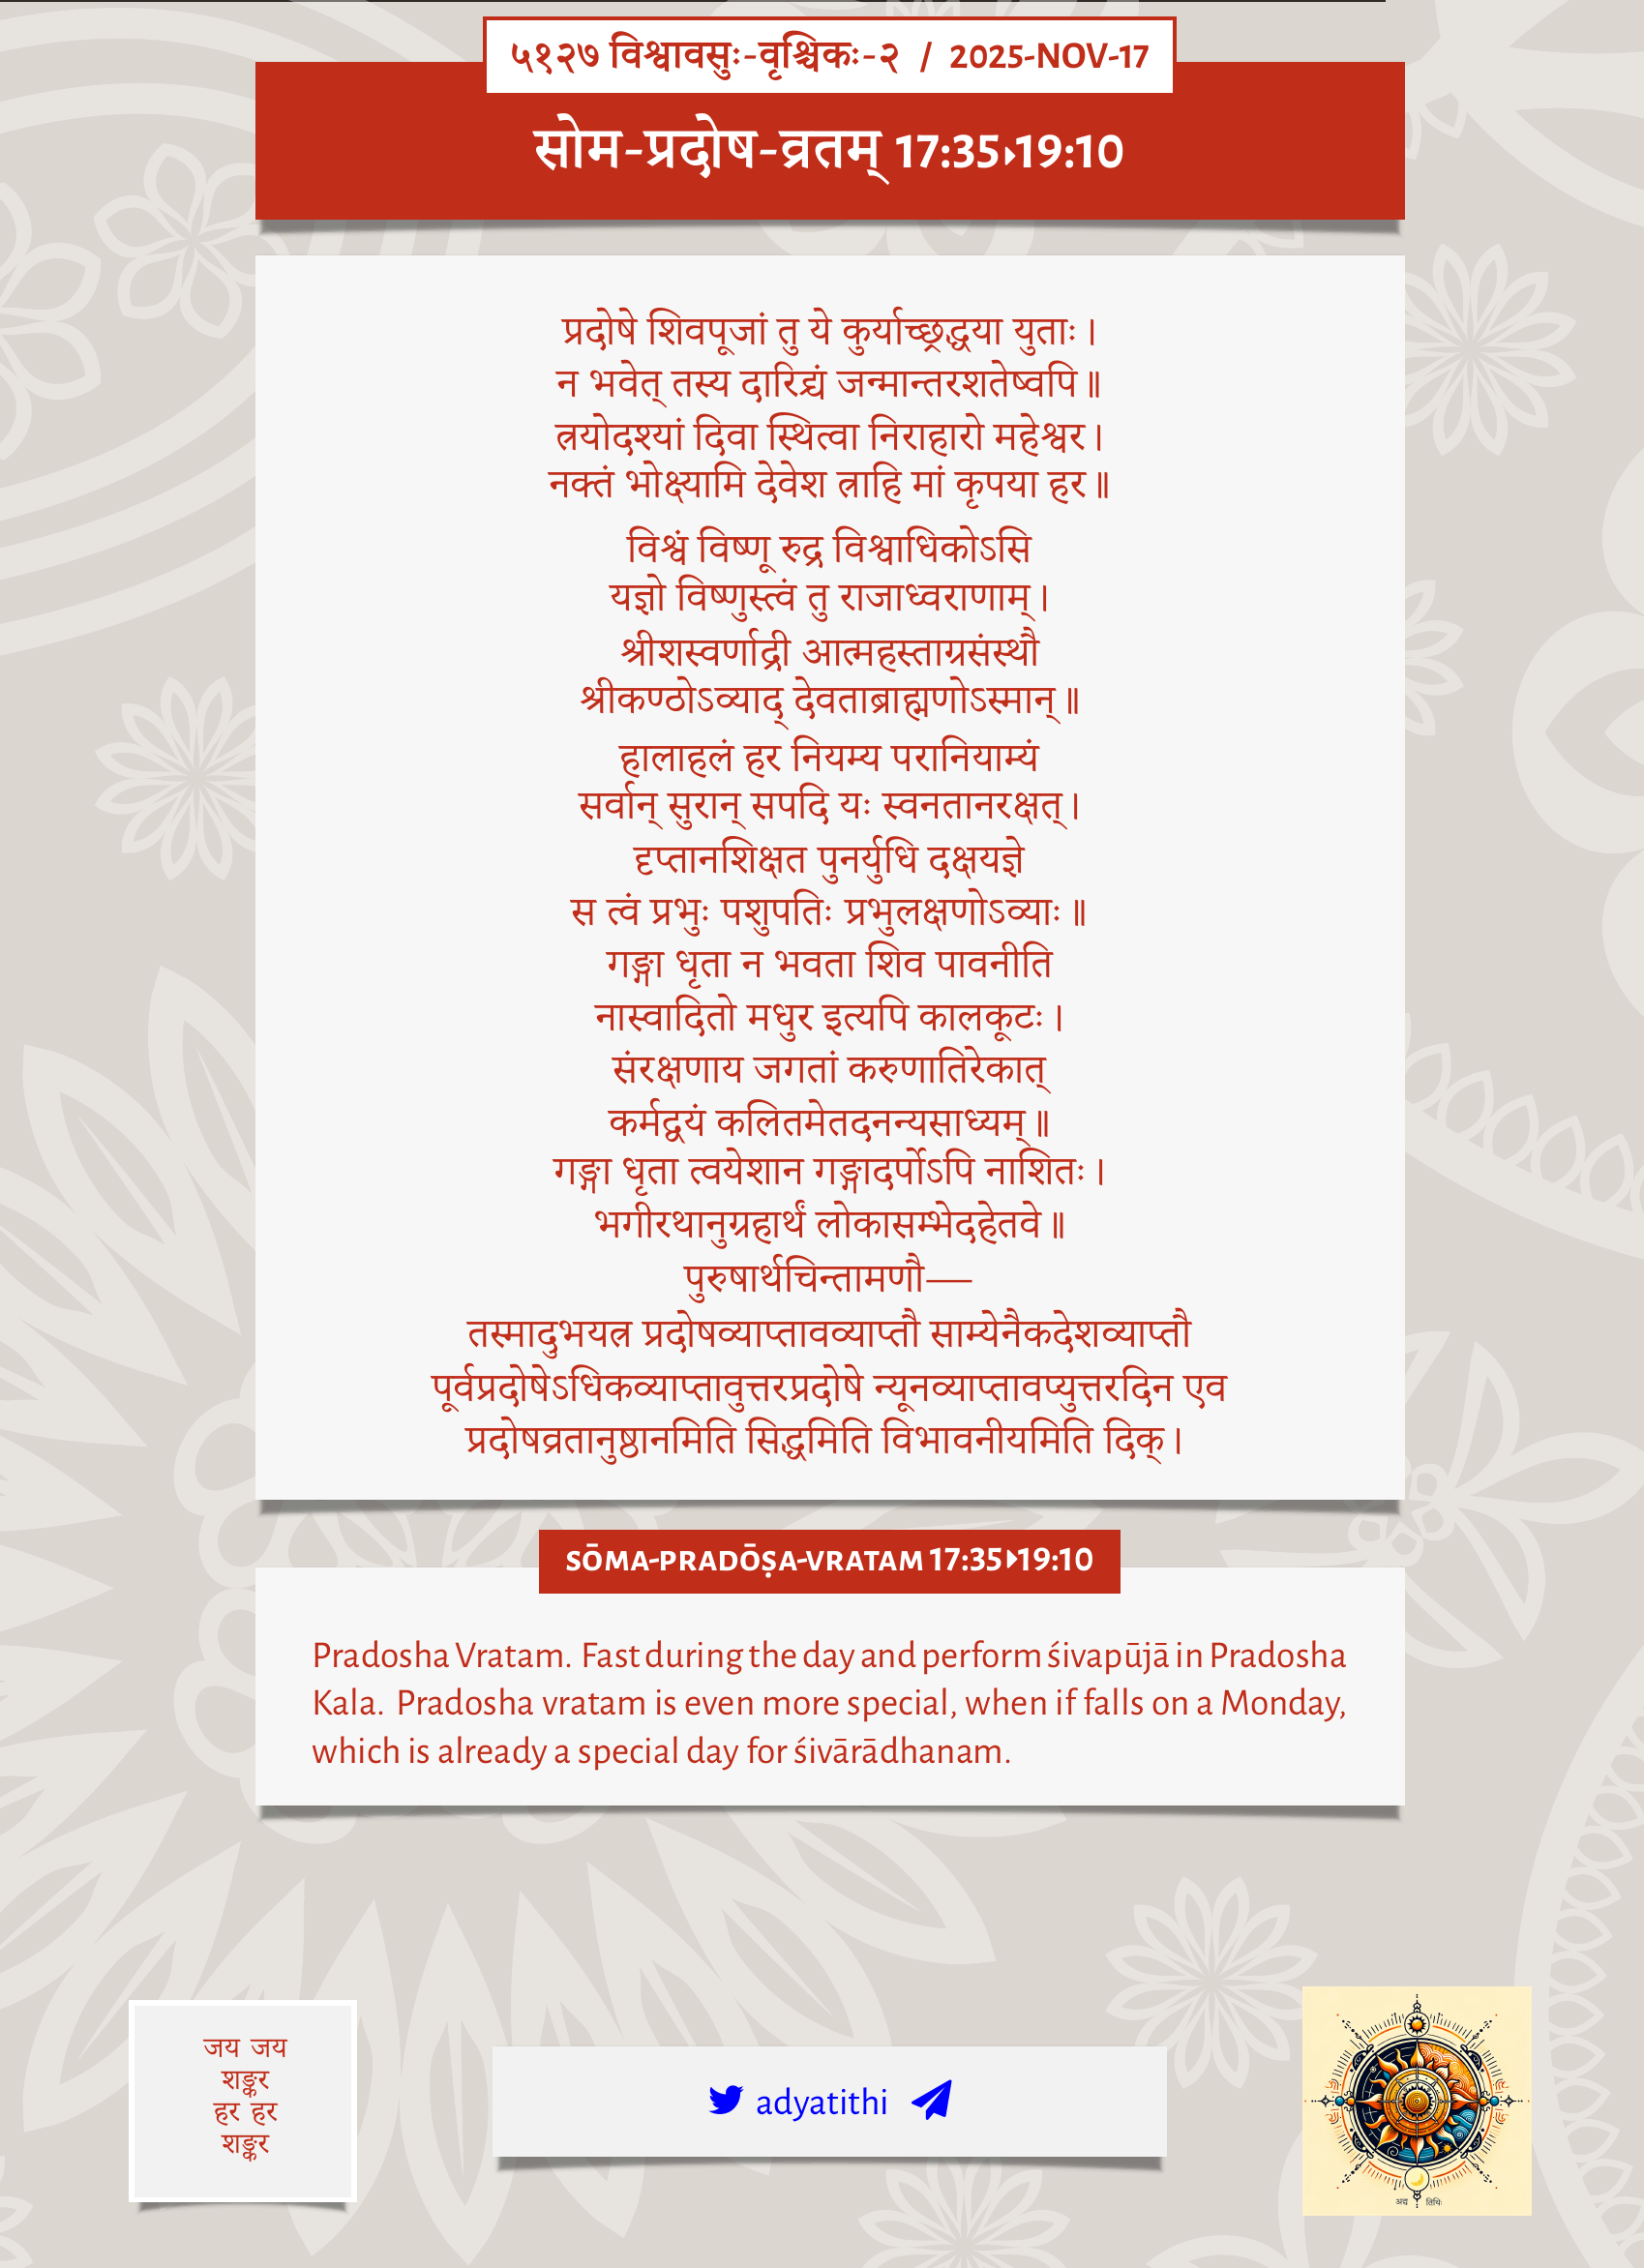 ५१२७ विश्वावसुः-वृश्चिकः-२ / 2025-NOV-17
सोम-प्रदोष-व्रतम् 17:35▸19:10
प्रदोषे शिवपूजां तु ये कुर्याच्छ्रद्धया युताः।
न भवेत् तस्य दारिद्र्यं जन्मान्तरशतेष्वपि॥
त्रयोदश्यां दिवा स्थित्वा निराहारो महेश्वर।
नक्तं भोक्ष्यामि देवेश त्राहि मां कृपया हर॥
विश्वं विष्णू रुद्र विश्वाधिकोऽसि
यज्ञो विष्णुस्त्वं तु राजाध्वराणाम्।
श्रीशस्वर्णाद्री आत्महस्ताग्रसंस्थौ
श्रीकण्ठोऽव्याद् देवताब्राह्मणोऽस्मान्॥
हालाहलं हर नियम्य परानियाम्यं
सर्वान् सुरान् सपदि यः स्वनतानरक्षत्।
दृप्तानशिक्षत पुनर्युधि दक्षयज्ञे
स त्वं प्रभुः पशुपतिः प्रभुलक्षणोऽव्याः॥
गङ्गा धृता न भवता शिव पावनीति
नास्वादितो मधुर इत्यपि कालकूटः।
संरक्षणाय जगतां करुणातिरेकात्
कर्मद्वयं कलितमेतदनन्यसाध्यम्॥
गङ्गा धृता त्वयेशान गङ्गादर्पोऽपि नाशितः।
भगीरथानुग्रहार्थं लोकासम्भेदहेतवे॥
पुरुषार्थचिन्तामणौ—
तस्मादुभयत्र प्रदोषव्याप्तावव्याप्तौ साम्येनैकदेशव्याप्तौ
पूर्वप्रदोषेऽधिकव्याप्तावुत्तरप्रदोषे न्यूनव्याप्तावप्युत्तरदिन एव
प्रदोषव्रतानुष्ठानमिति सिद्धमिति विभावनीयमिति दिक्।
SŌMA-PRADŌṢA-VRATAM 17:35▸19:10
Pradosha Vratam. Fast during the day and perform śivapūjā in Pradosha
Kala. Pradosha vratam is even more special, when if falls on a Monday,
which is already a special day for śivārādhanam.
जय जय
शङ्कर
हर हर
शङ्कर
adyatithi
अद्य तिथिः